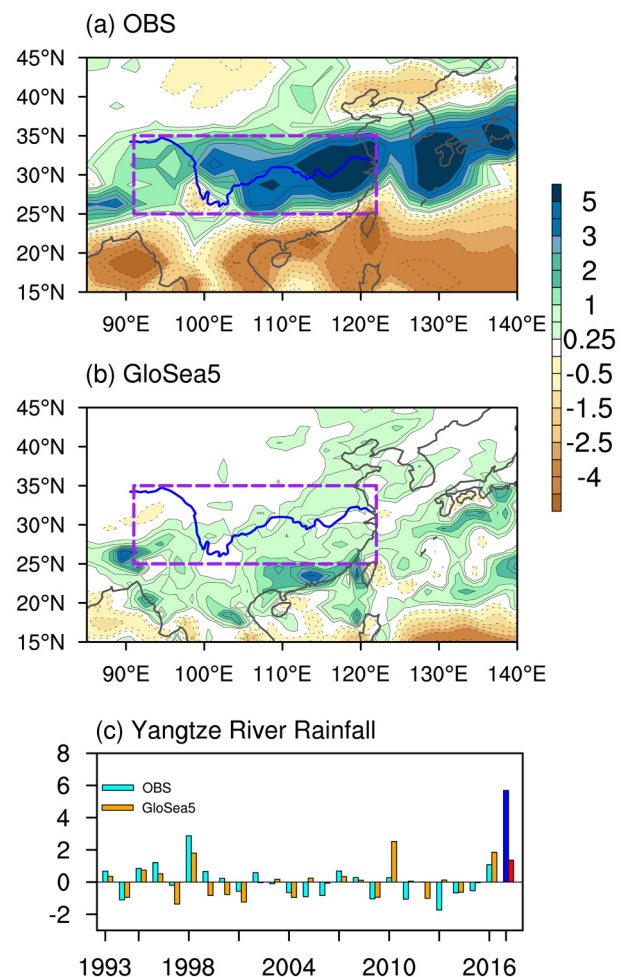 (a) OBS
45°N
40°N
35°N
30°N
25°N
20°N
15°N
90°E 100°E 110°E 120°E 130°E 140°E
5
3
2
1
0.25
-0.5
-1.5
-2.5
-4
(b) GloSea5
45°N
40°N
35°N
30°N
25°N
20°N
15°N
90°E 100°E 110°E 120°E 130°E 140°E
(c) Yangtze River Rainfall
8
6
4
2
0
-2
OBS
GloSea5
1993 1998 2004 2010 2016